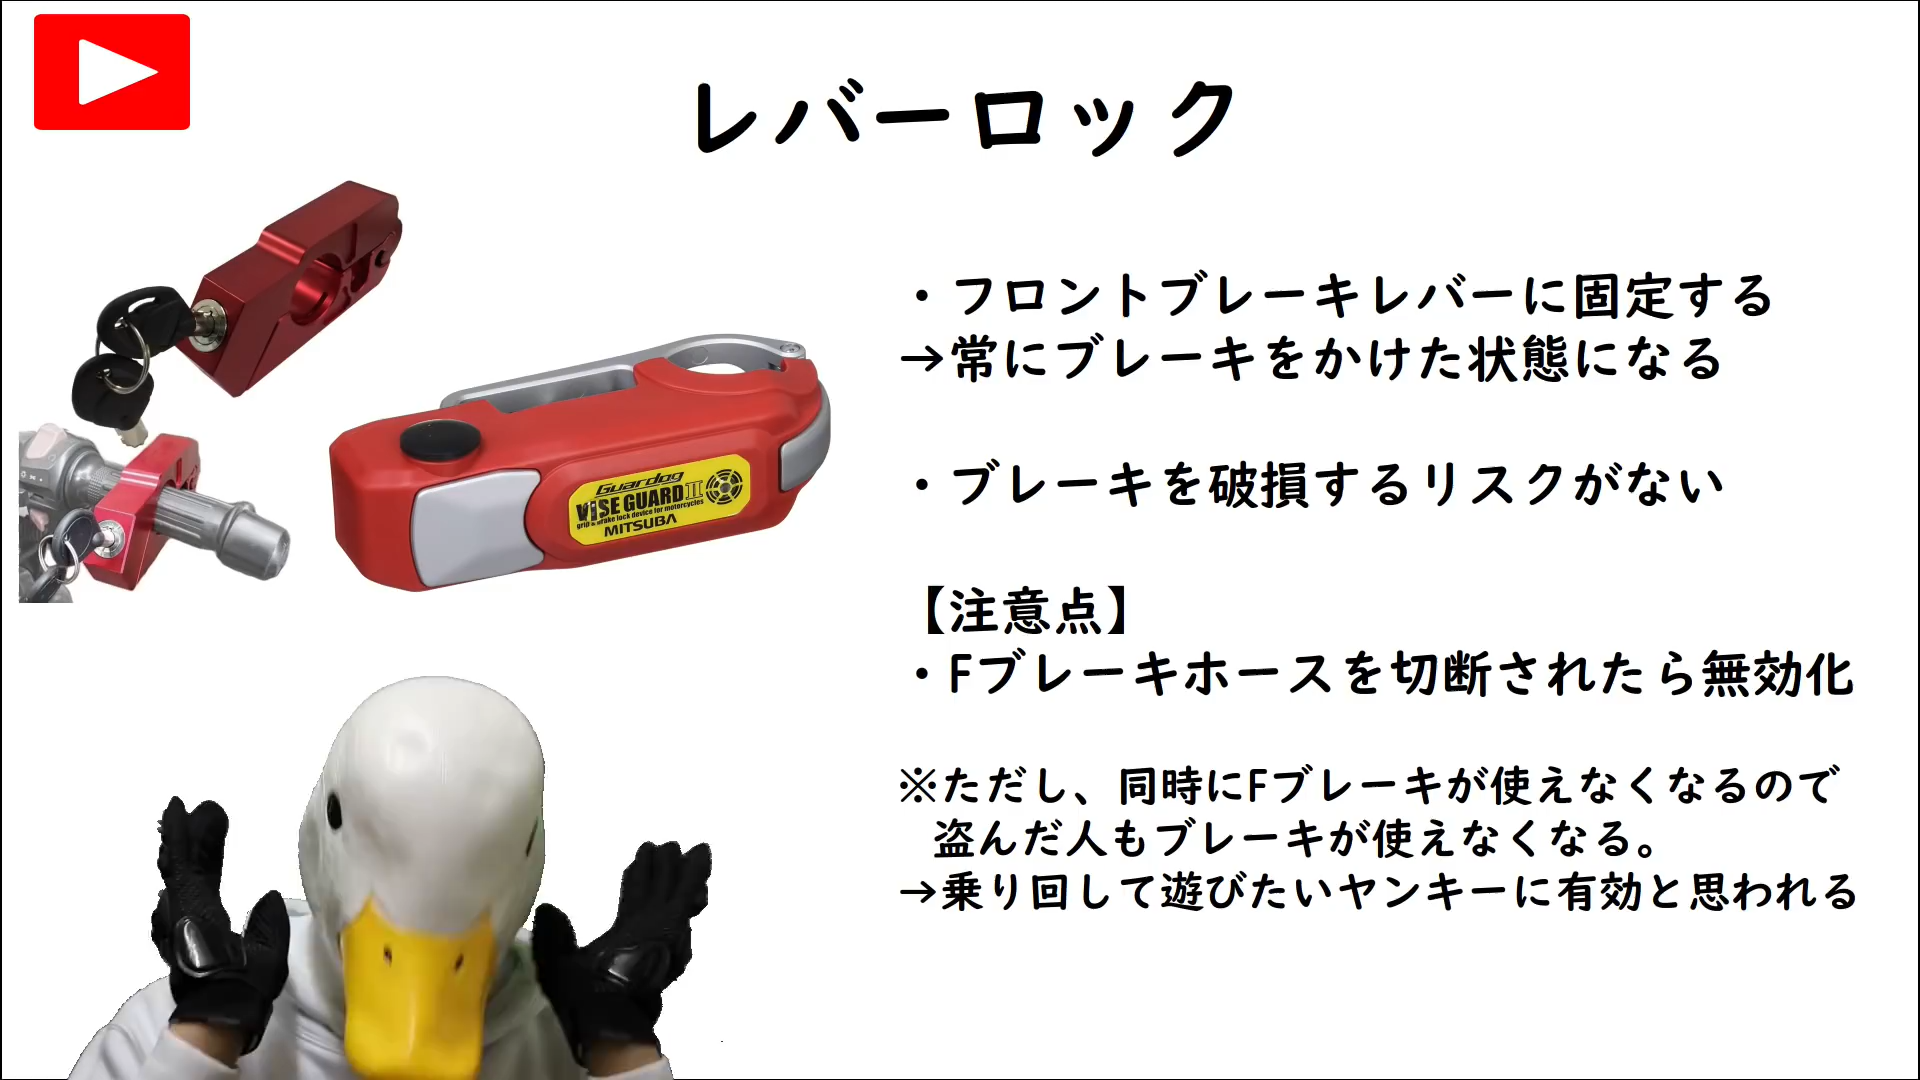 レバーロック
・フロントブレーキレバーに固定する
→常にブレーキをかけた状態になる
・ブレーキを破損するリスクがない
【注意点】
・Fブレーキホースを切断されたら無効化
※ただし、同時にFブレーキが使えなくなるので
盗んだ人もブレーキが使えなくなる。
→乗り回して遊びたいヤンキーに有効と思われる
Guardog
VISE GUARD II
grip & brake lock device for motorcycles
MITSUBA